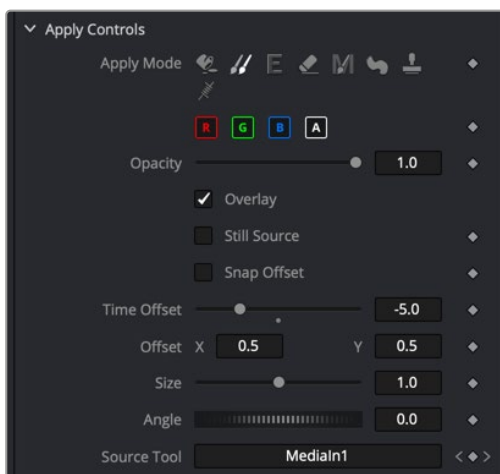 Apply Controls
Apply Mode E M
R G B A
Opacity 1.0
Overlay
Still Source
Snap Offset
Time Offset -5.0
Offset X 0.5 Y 0.5
Size 1.0
Angle 0.0
Source Tool MediaIn1